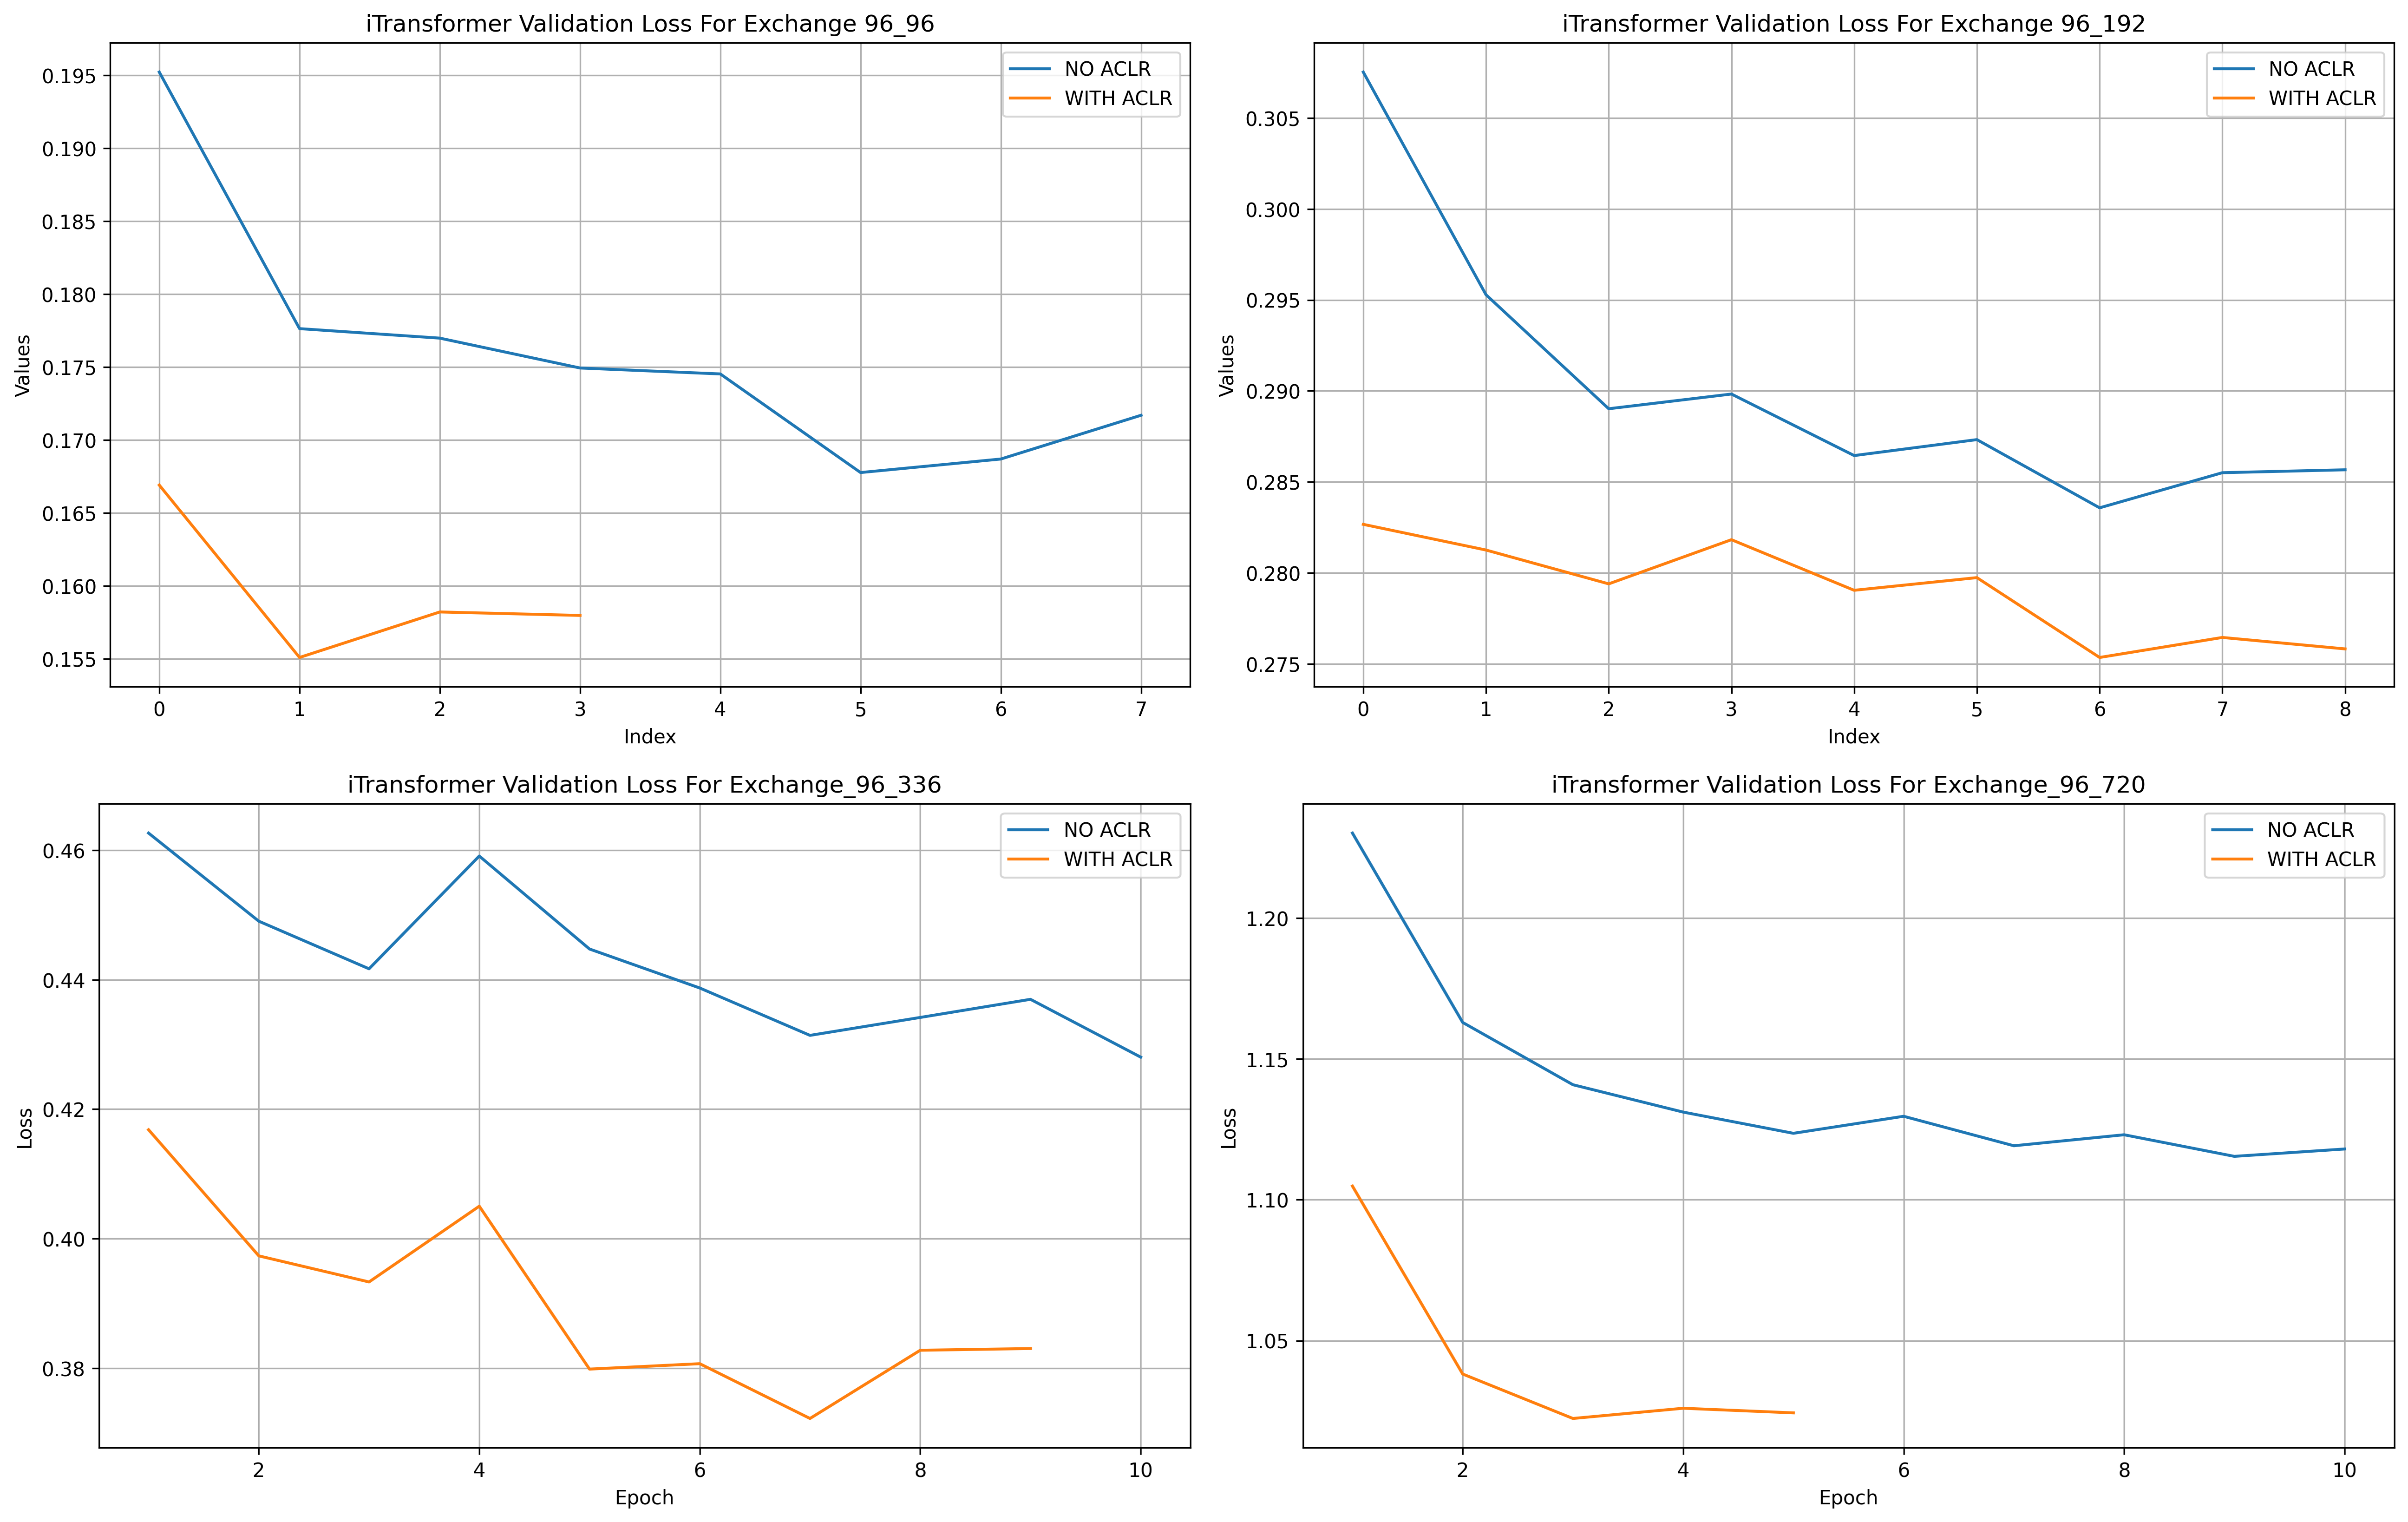 iTransformer Validation Loss For Exchange 96_96
NO ACLR
WITH ACLR
0.195
0.190
0.185
0.180
0.175
0.170
0.165
0.160
0.155
Values
0 1 2 3 4 5 6 7
Index
iTransformer Validation Loss For Exchange 96_192
NO ACLR
WITH ACLR
0.305
0.300
0.295
0.290
0.285
0.280
0.275
Values
0 1 2 3 4 5 6 7 8
Index
iTransformer Validation Loss For Exchange_96_336
NO ACLR
WITH ACLR
0.46
0.44
0.42
0.40
0.38
Loss
2 4 6 8 10
Epoch
iTransformer Validation Loss For Exchange_96_720
NO ACLR
WITH ACLR
1.20
1.15
1.10
1.05
Loss
2 4 6 8 10
Epoch